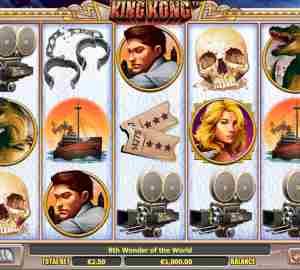 KING KONG
8th Wonder of the World
TOTAL BET €2.50 €1,000.00 BALANCE